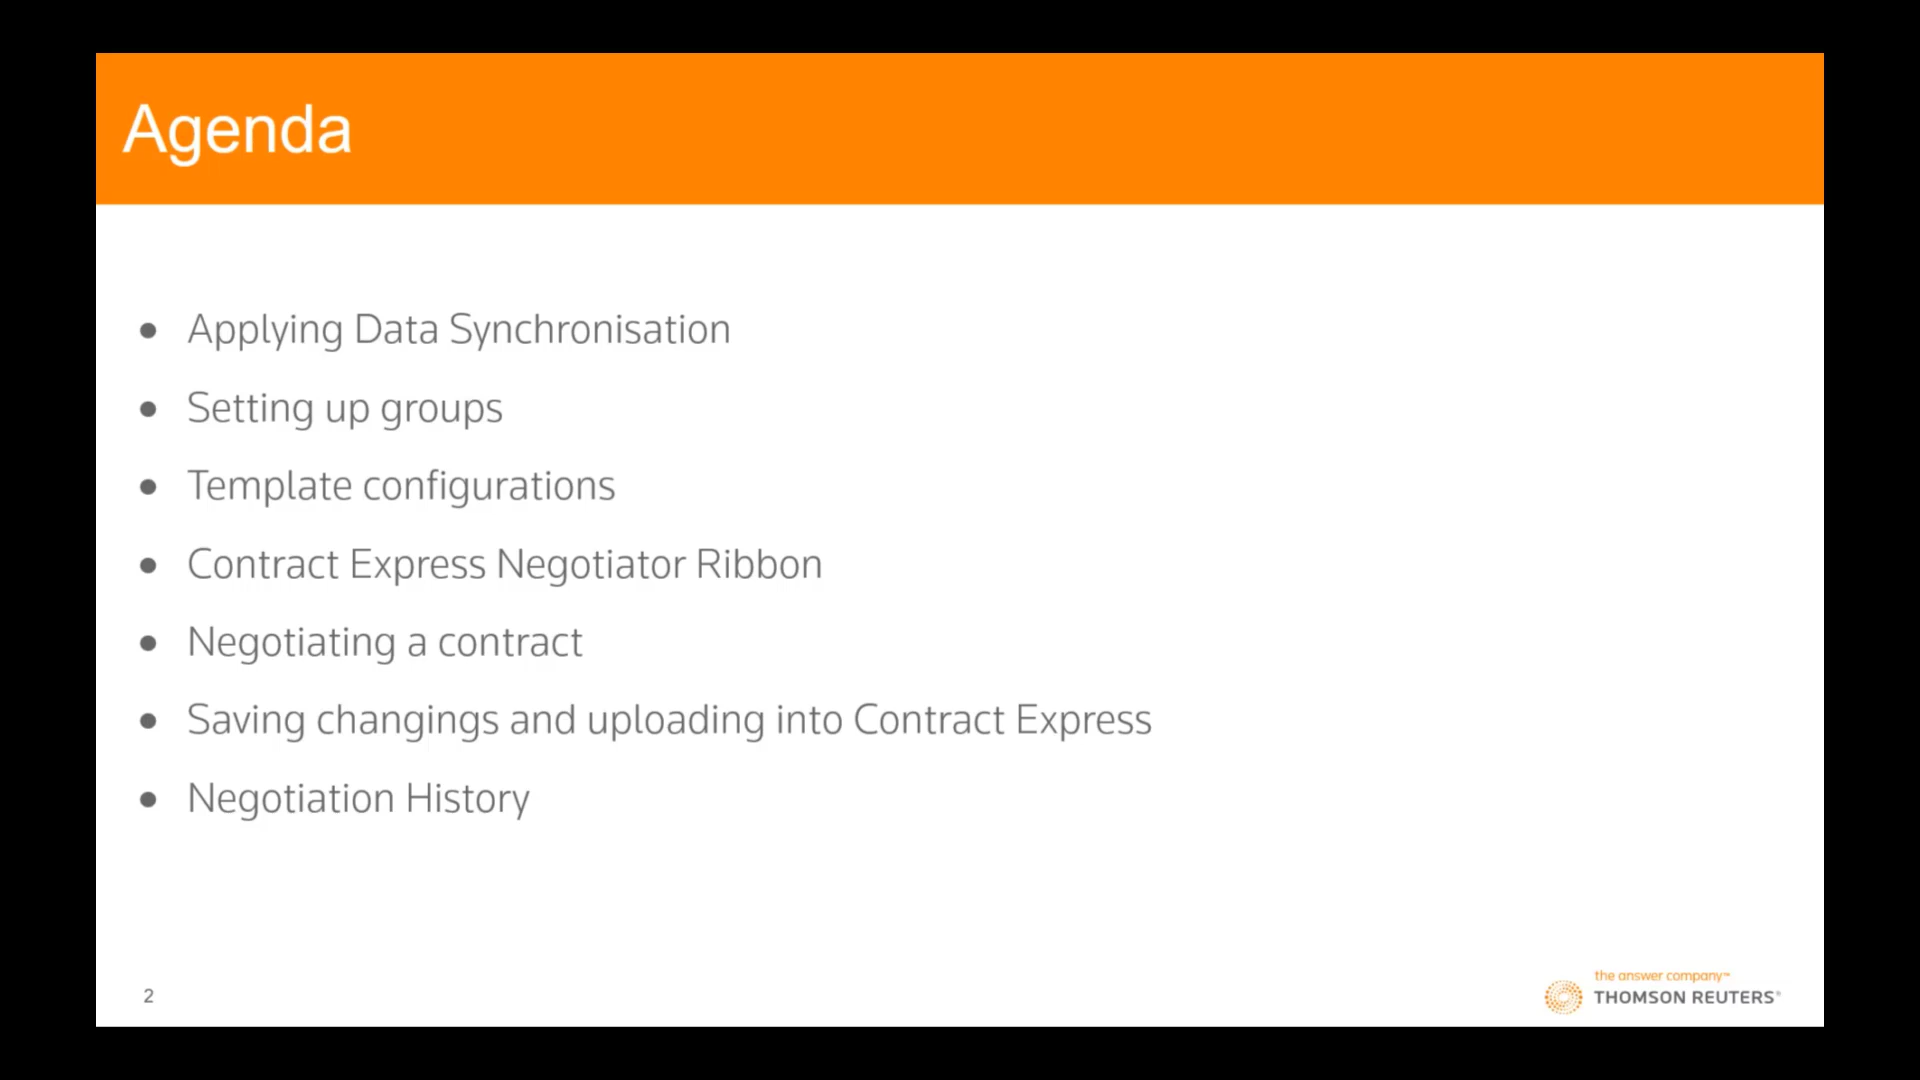 Agenda
• Applying Data Synchronisation
• Setting up groups
• Template configurations
• Contract Express Negotiator Ribbon
• Negotiating a contract
• Saving changings and uploading into Contract Express
• Negotiation History
2
the answer company™
THOMSON REUTERS®